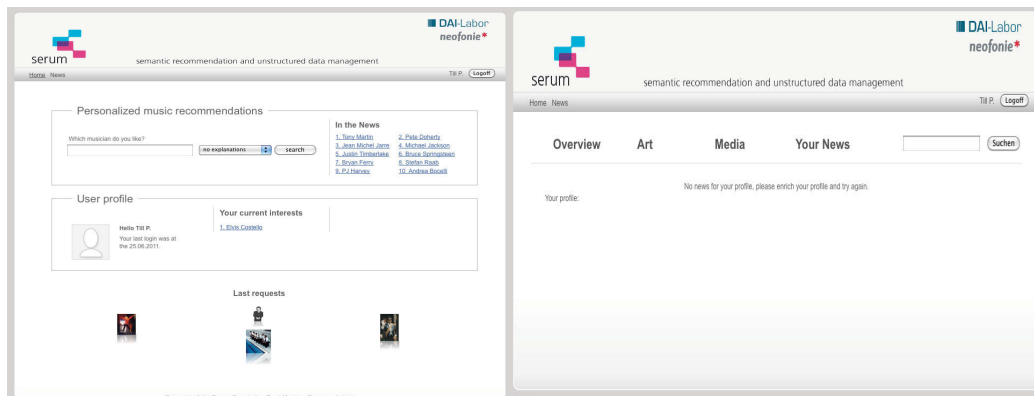 DAI-Labor
neofonie*
serum
semantic recommendation and unstructured data management
Home News
Till P. Logoff
Personalized music recommendations
Which musician do you like?
no explanations
search
In the News
1. Tony Martin 2. Pete Doherty
3. Jean Michel Jarre 4. Michael Jackson
5. Justin Timberlake 6. Bruce Springsteen
7. Bryan Ferry 8. Stefan Raab
9. PJ Harvey 10. Andrea Bocelli
User profile
Hello Till P.
Your last login was at
the 25.06.2011.
Your current interests
1. Elvis Costello
Last requests
DAI-Labor
neofonie*
serum
semantic recommendation and unstructured data management
Home News
Till P. Logoff
Overview Art Media Your News
Suchen
No news for your profile, please enrich your profile and try again.
Your profile: